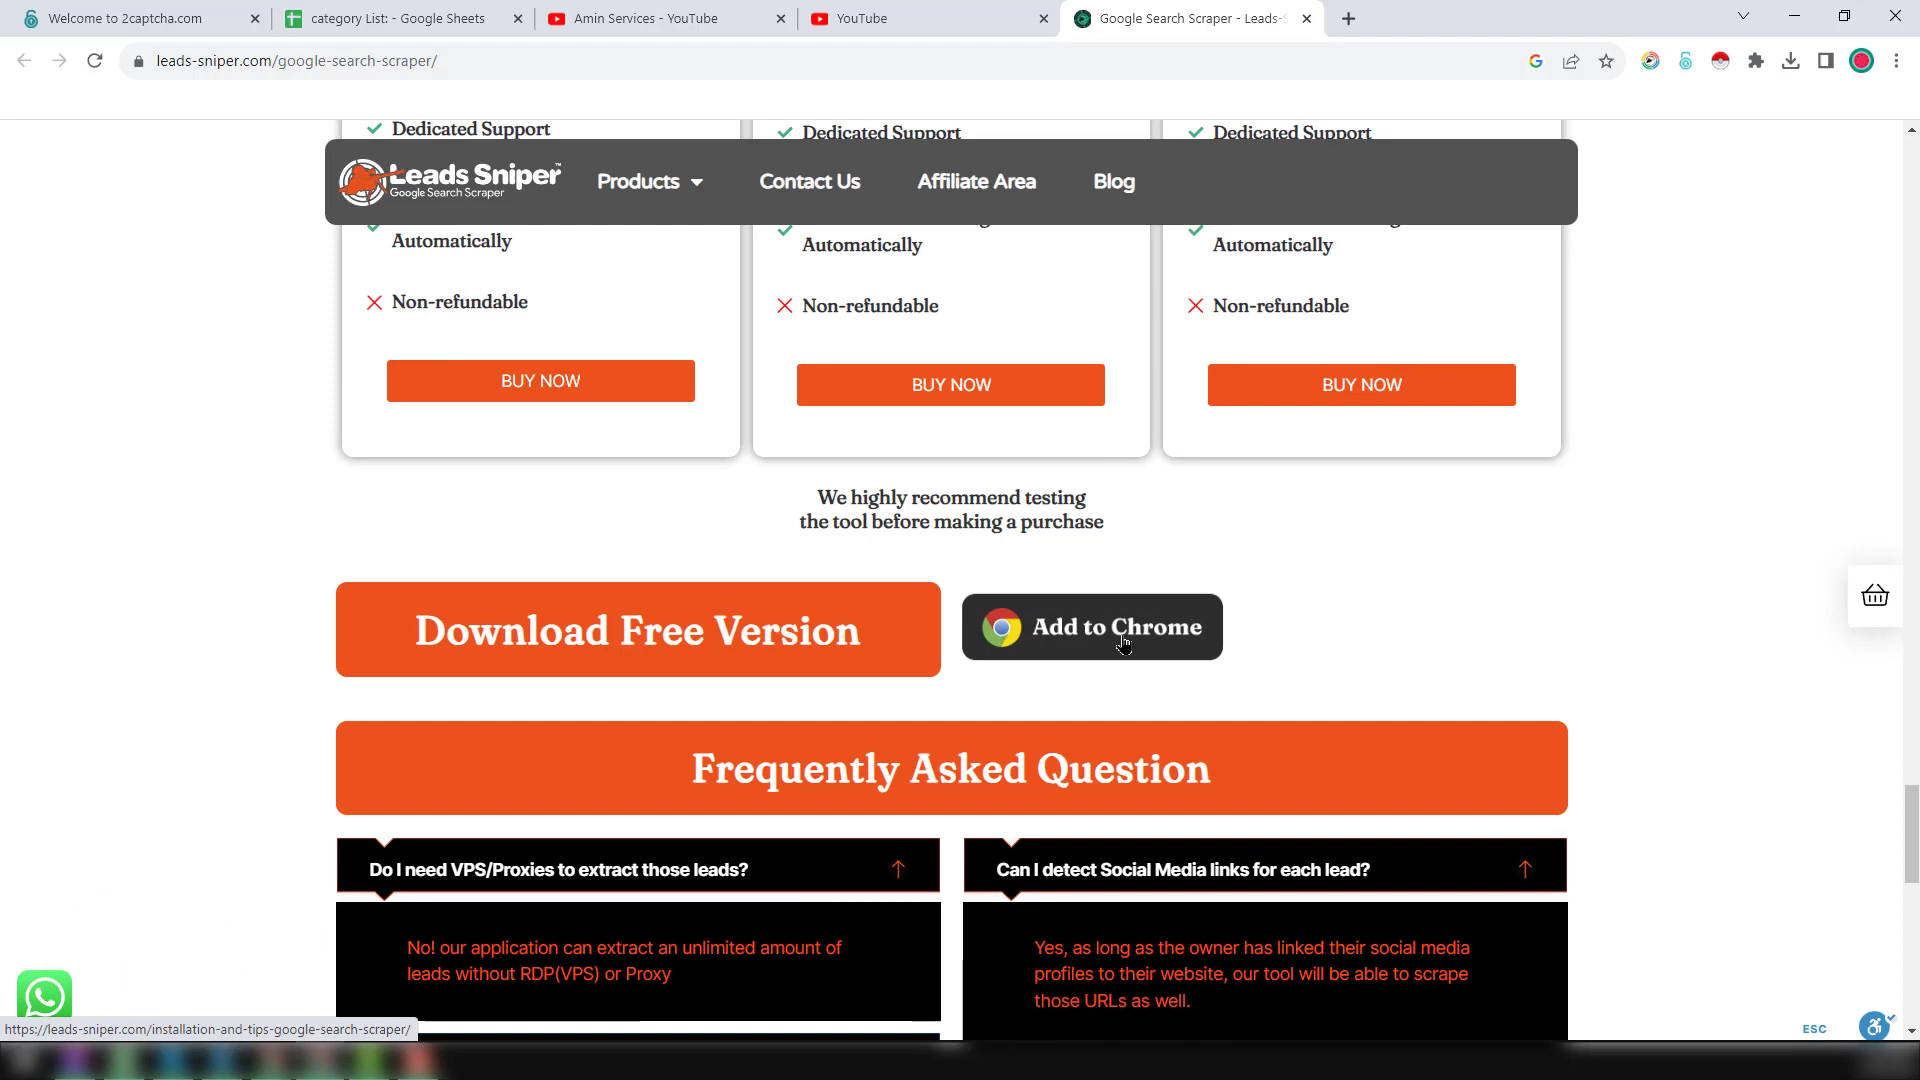 Welcome to 2captcha.com
category List: - Google Sheets
Amin Services - YouTube
YouTube
Google Search Scraper - Leads-S
leads-sniper.com/google-search-scraper/
Dedicated Support
Dedicated Support
Dedicated Support
Leads Sniper™
Google Search Scraper
Products
Contact Us
Affiliate Area
Blog
Automatically
Automatically
Automatically
Non-refundable
Non-refundable
Non-refundable
BUY NOW
BUY NOW
BUY NOW
We highly recommend testing
the tool before making a purchase
Download Free Version
Add to Chrome
Frequently Asked Question
Do I need VPS/Proxies to extract those leads?
Can I detect Social Media links for each lead?
No! our application can extract an unlimited amount of
leads without RDP(VPS) or Proxy
Yes, as long as the owner has linked their social media
profiles to their website, our tool will be able to scrape
those URLs as well.
https://leads-sniper.com/installation-and-tips-google-search-scraper/
ESC